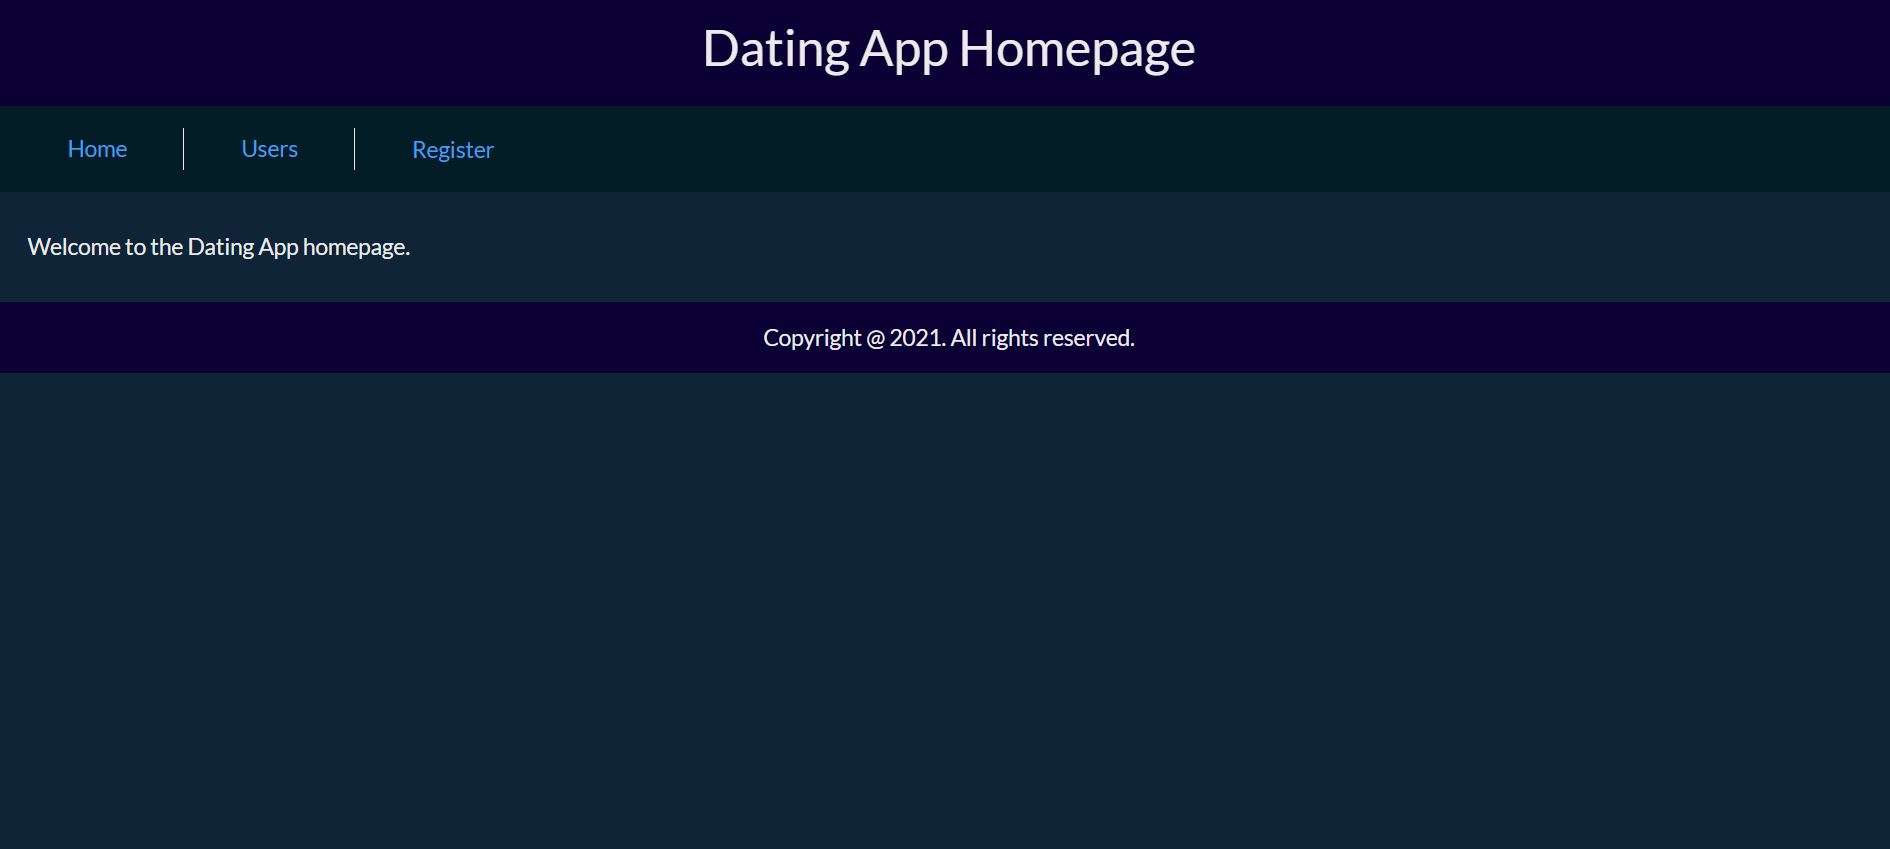 Dating App Homepage
Home Users Register
Welcome to the Dating App homepage.
Copyright @ 2021. All rights reserved.